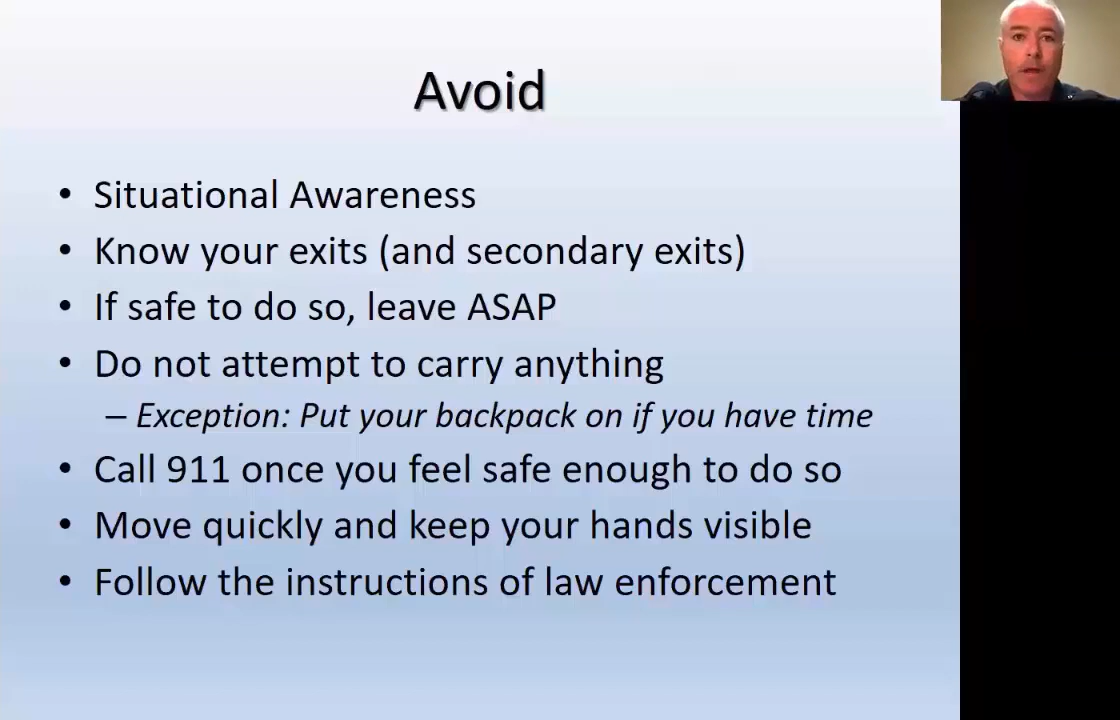 Avoid
• Situational Awareness
• Know your exits (and secondary exits)
• If safe to do so, leave ASAP
• Do not attempt to carry anything
– Exception: Put your backpack on if you have time
• Call 911 once you feel safe enough to do so
• Move quickly and keep your hands visible
• Follow the instructions of law enforcement